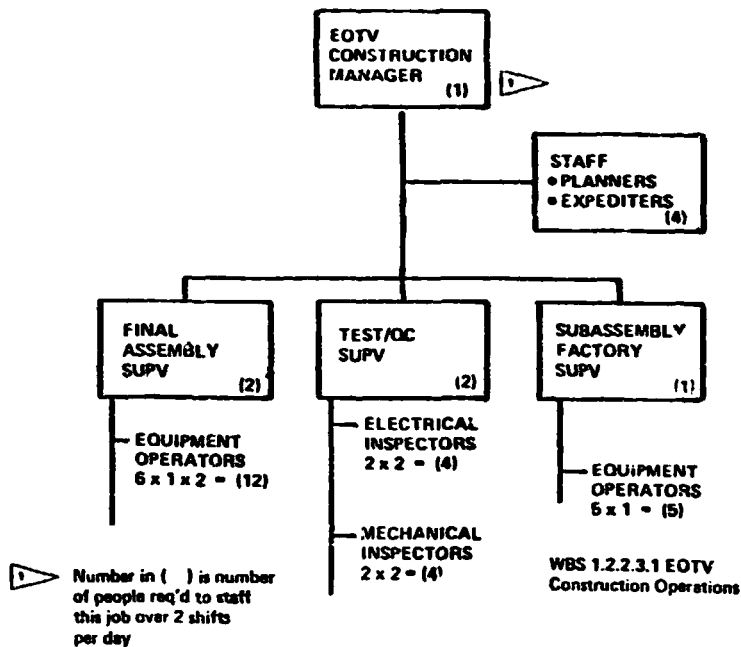 EOTV
CONSTRUCTION
MANAGER
(1)
STAFF
• PLANNERS
• EXPEDITERS
(4)
FINAL
ASSEMBLY
SUPV
(2)
TEST/QC
SUPV
(2)
SUBASSEMBLY
FACTORY
SUPV
(1)
EQUIPMENT
OPERATORS
6 x 1 x 2 = (12)
ELECTRICAL
INSPECTORS
2 x 2 = (4)
MECHANICAL
INSPECTORS
2 x 2 = (4)
EQUIPMENT
OPERATORS
5 x 1 = (5)
WBS 1.2.2.3.1 EOTV
Construction Operations
Number in ( ) is number
of people req'd to staff
this job over 2 shifts
per day